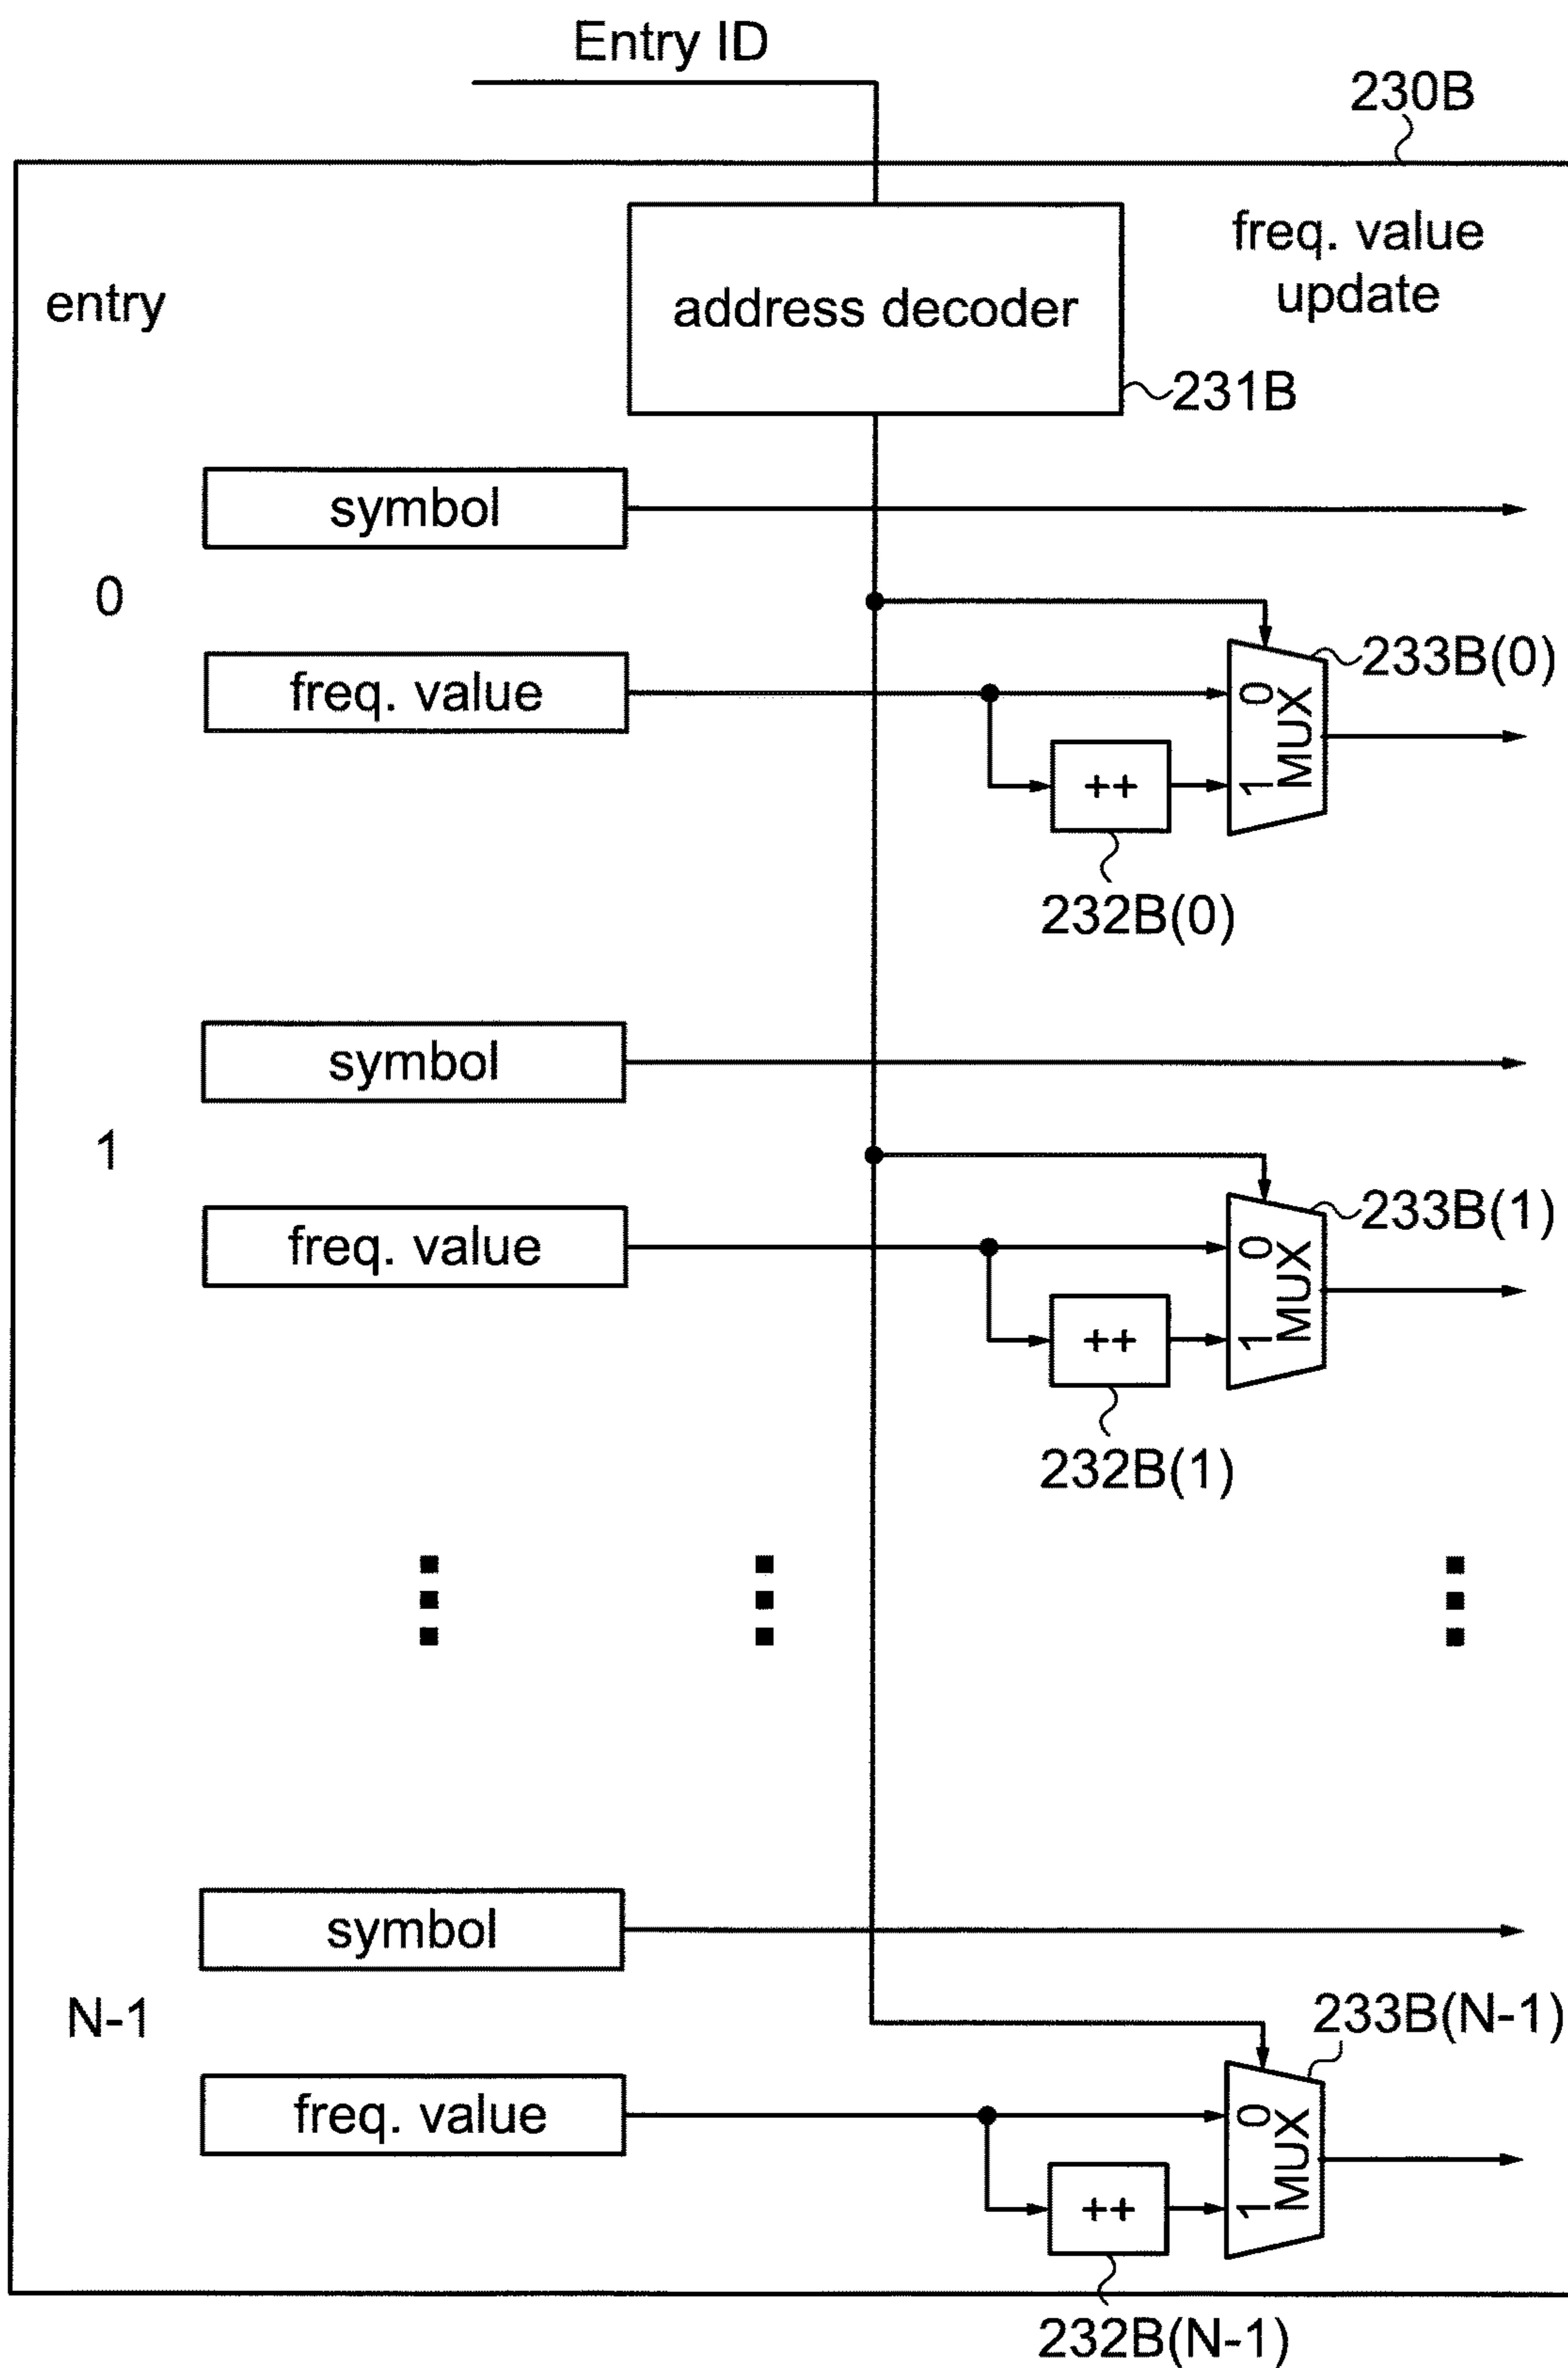 Entry ID
230B
freq. value
update
entry
address decoder
231B
symbol
0
freq. value
233B(0)
0
1
MUX
++
232B(0)
symbol
1
freq. value
233B(1)
0
1
MUX
++
232B(1)
symbol
N-1
freq. value
233B(N-1)
0
1
MUX
++
232B(N-1)